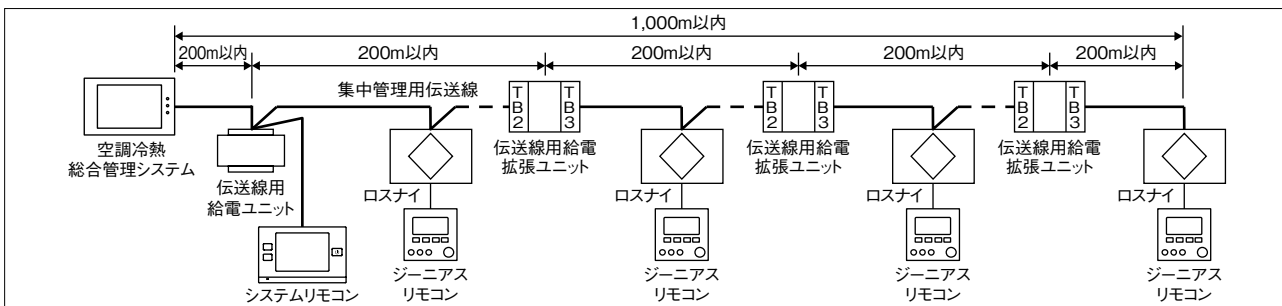 1,000m以内
200m以内
200m以内
200m以内
200m以内
200m以内
集中管理用伝送線
空調冷熱
総合管理システム
伝送線用
給電ユニット
システムリモコン
ロスナイ
ジーニアス
リモコン
TB2
TB3
伝送線用給電
拡張ユニット
ロスナイ
ジーニアス
リモコン
TB2
TB3
伝送線用給電
拡張ユニット
ロスナイ
ジーニアス
リモコン
TB2
TB3
伝送線用給電
拡張ユニット
ロスナイ
ジーニアス
リモコン